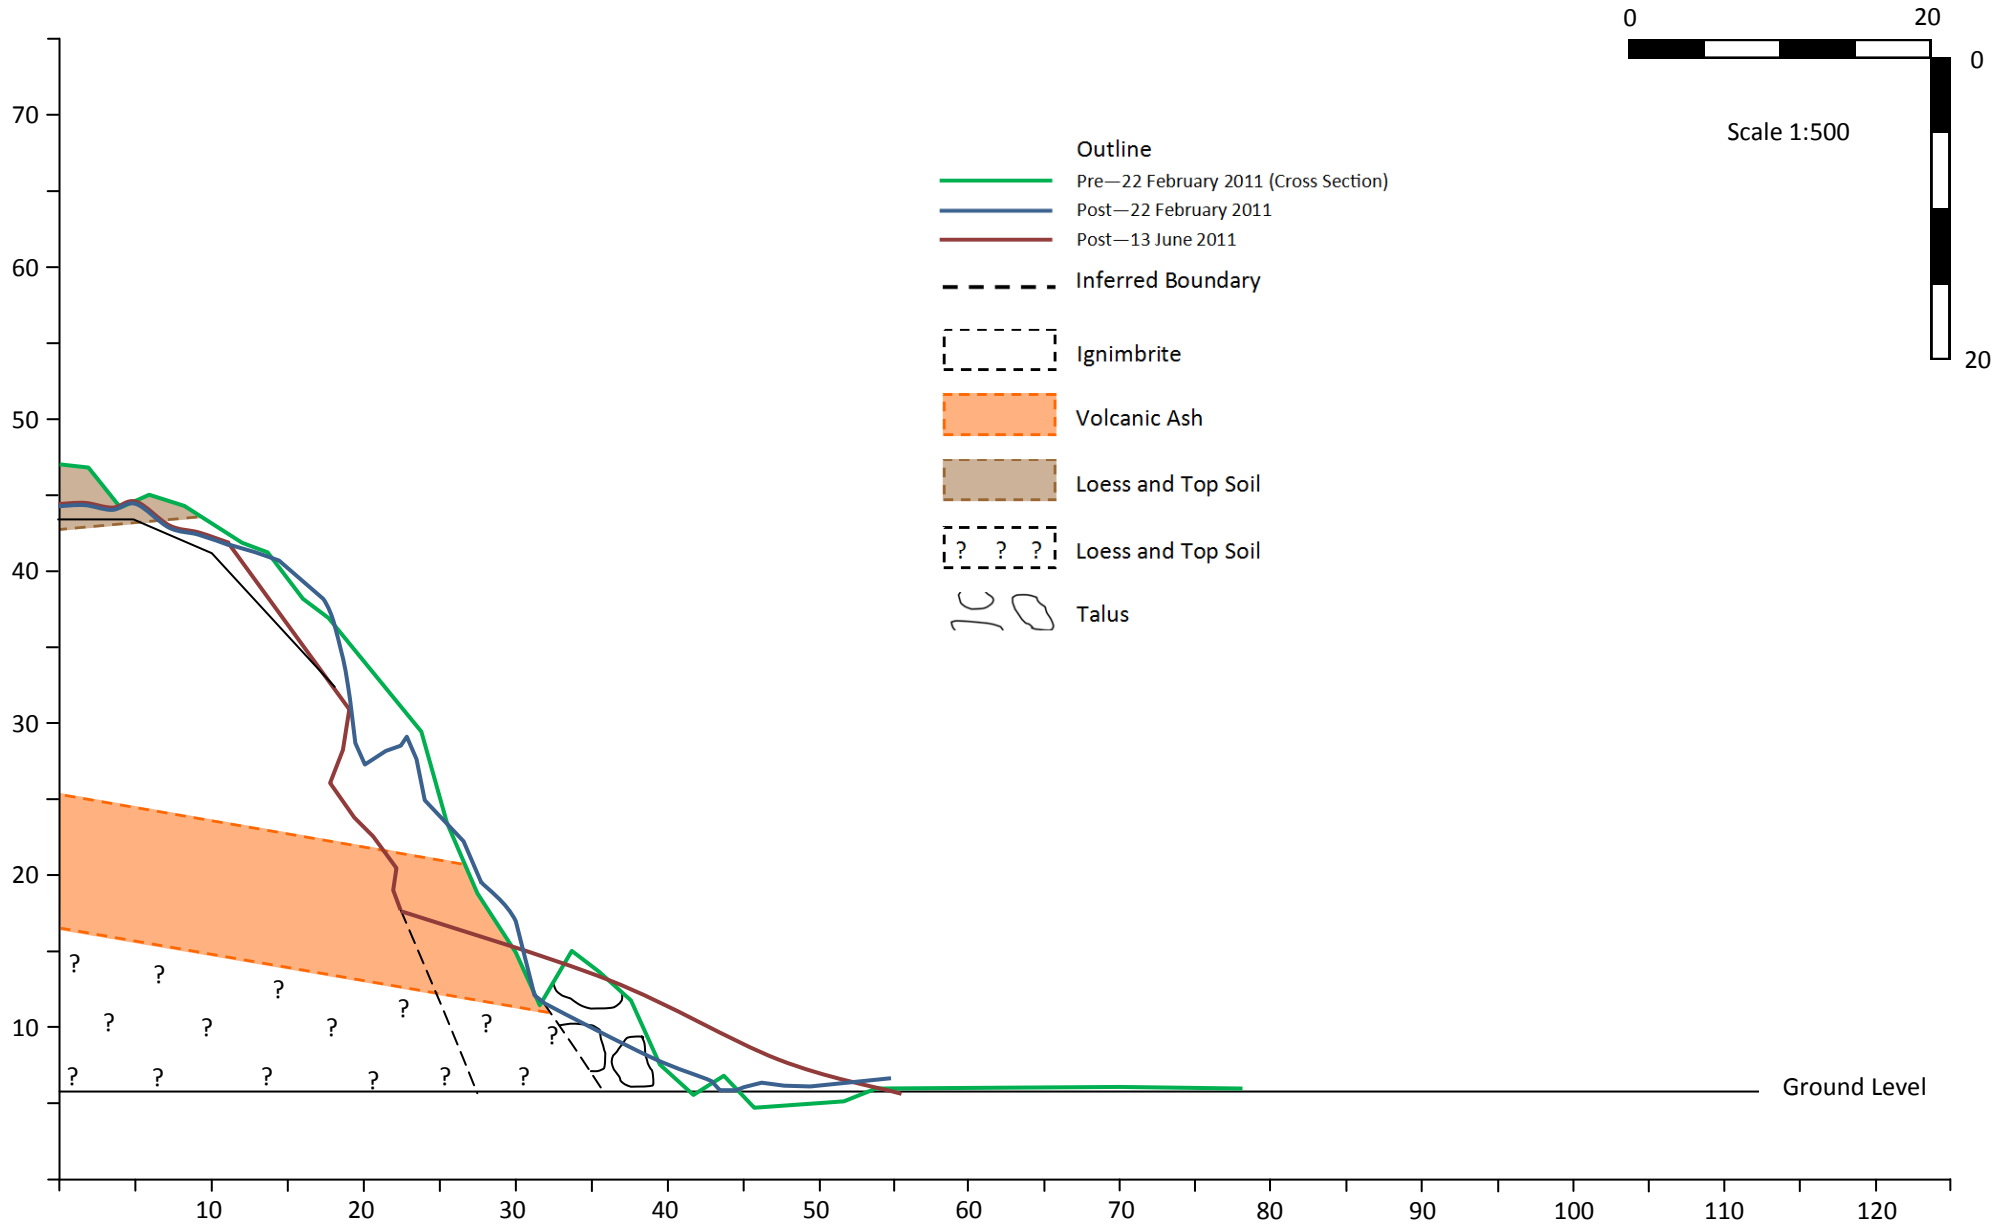 0 20
0
Scale 1:500
20
Outline
Pre—22 February 2011 (Cross Section)
Post—22 February 2011
Post—13 June 2011
Inferred Boundary
Ignimbrite
Volcanic Ash
Loess and Top Soil
? ? ? Loess and Top Soil
Talus
70
60
50
40
30
20
10
? ? ? ? ? ? ? ? ?
? ? ? ? ? ?
Ground Level
10 20 30 40 50 60 70 80 90 100 110 120